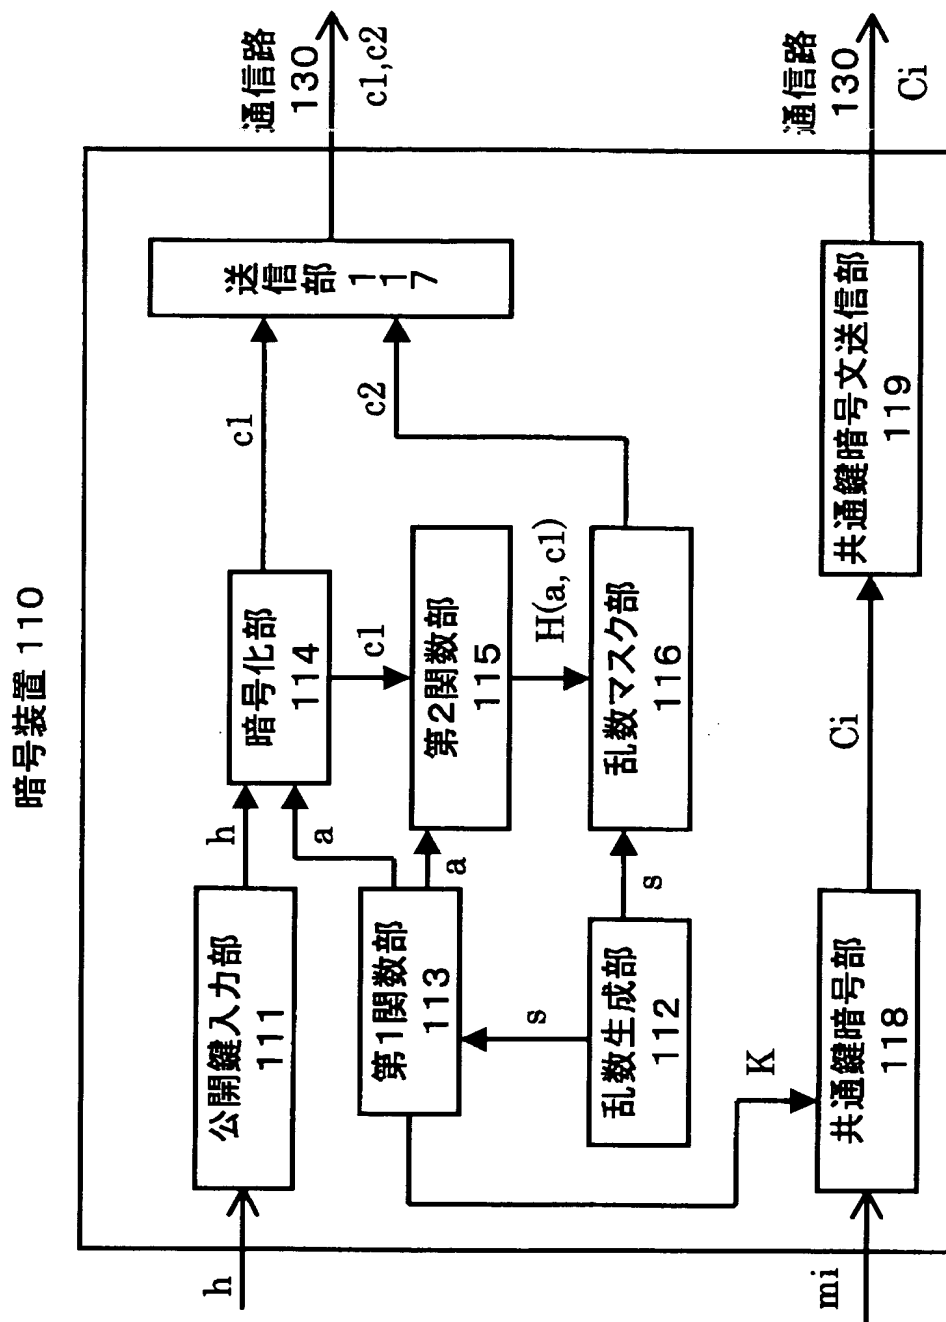 暗号装置 110
h
公開鍵入力部
111
h
a
暗号化部
114
c1
c1
送信部 117
通信路
130
c1,c2
第1関数部
113
a
第2関数部
115
H(a, c1)
c2
s
乱数生成部
112
s
乱数マスク部
116
K
mi
共通鍵暗号部
118
Ci
共通鍵暗号文送信部
119
通信路
130
Ci